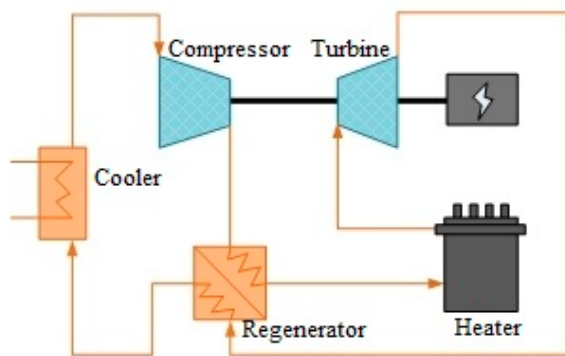 Compressor
Turbine
Cooler
Regenerator
Heater